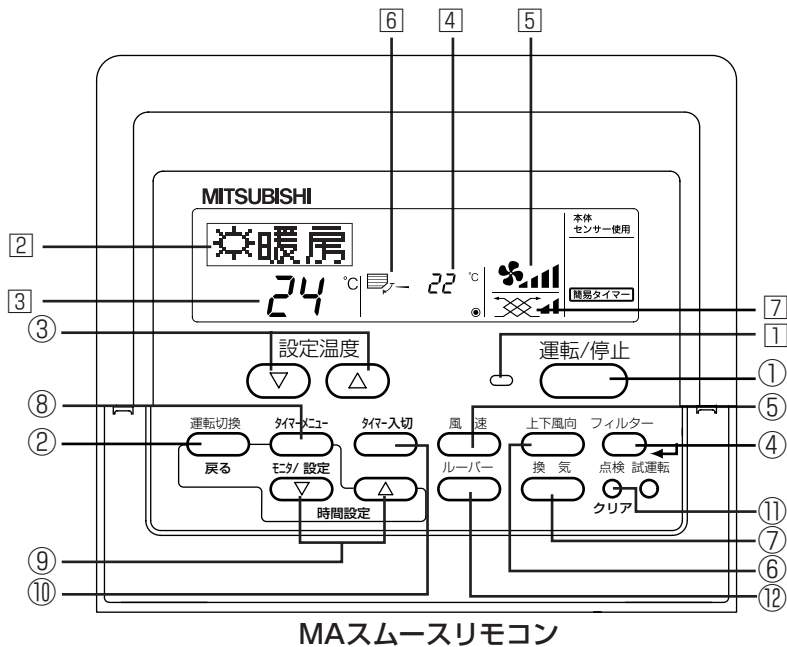 6 4 5
MITSUBISHI
本体
センサー使用
2 暖房
3 24 ℃ 22 ℃ 簡易タイマー
7
1
③ 設定温度 運転/停止
▽ △ ①
⑧ ⑤
② 運転切換 タイマーメニュー タイマー入切 風 速 上下風向 フィルター ④
戻る モニタ/設定 ルーバー 換 気 点検 試運転
▽ △ クリア ⑪
時間設定 ⑦
⑨ ⑥
⑩ ⑫
MAスムースリモコン